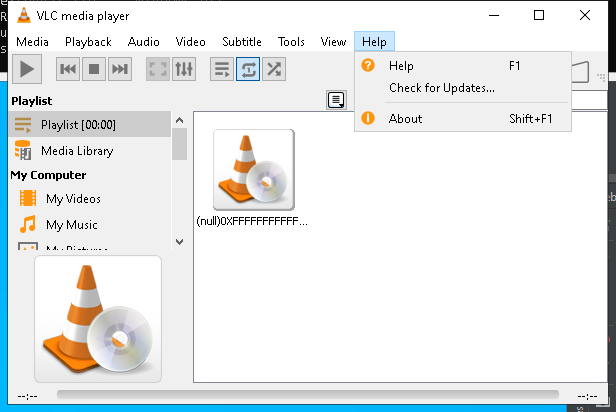 VLC media player
Media Playback Audio Video Subtitle Tools View Help
Help F1
Check for Updates...
About Shift+F1
Playlist
Playlist [00:00]
Media Library
My Computer
My Videos
My Music
My Pictures
(null)0XFFFFFFFFFFF...
--:-- --:--